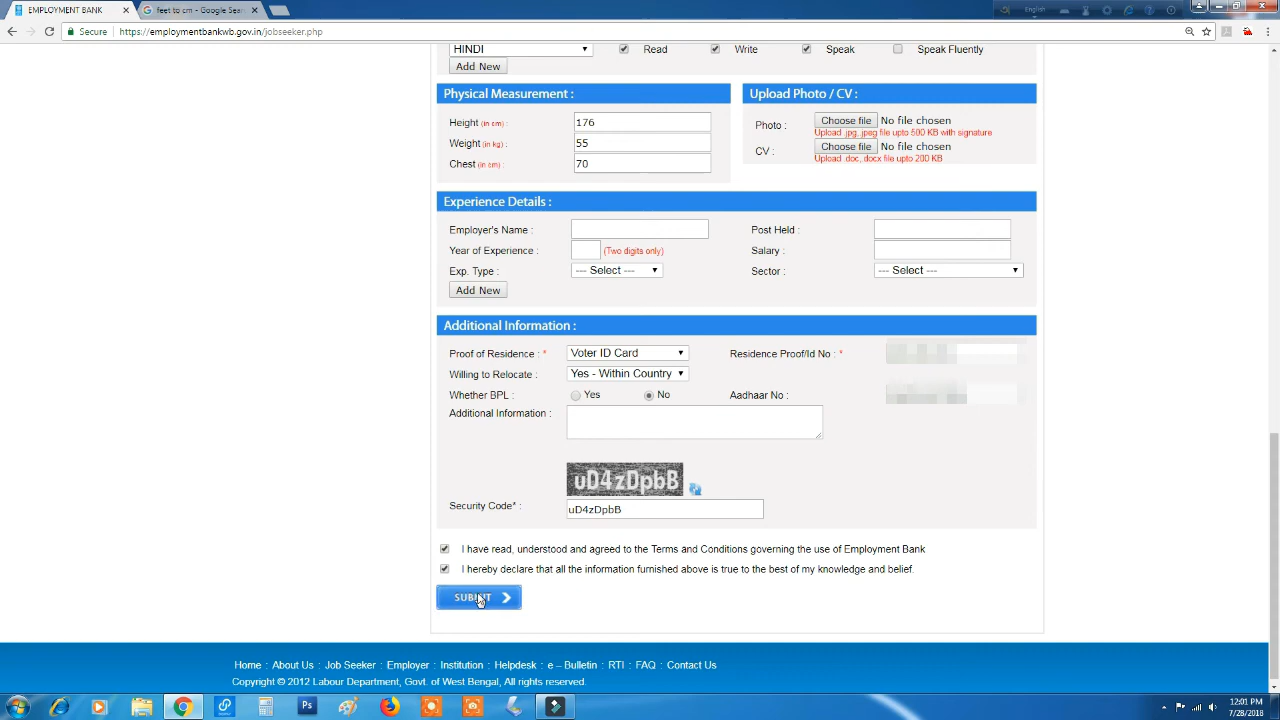 EMPLOYMENT BANK
feet to cm - Google Sea
English
Secure https://employmentbankwb.gov.in/jobseeker.php
HINDI Read Write Speak Speak Fluently
Add New
Physical Measurement : Upload Photo / CV :
Height (in cm) : 176 Photo : Choose file No file chosen
Upload .jpg, jpeg file upto 500 KB with signature
Weight (in kg) : 55
CV : Choose file No file chosen
Upload .doc, docx file upto 200 KB
Chest (in cm) : 70
Experience Details :
Employer's Name : Post Held :
Year of Experience : (Two digits only) Salary :
Exp. Type : --- Select --- Sector : --- Select ---
Add New
Additional Information :
Proof of Residence : * Voter ID Card Residence Proof/Id No : *
Willing to Relocate : Yes - Within Country
Whether BPL : Yes No Aadhaar No :
Additional Information :
uD4zDpbB
Security Code* : uD4zDpbB
I have read, understood and agreed to the Terms and Conditions governing the use of Employment Bank
I hereby declare that all the information furnished above is true to the best of my knowledge and belief.
SUBMIT
Home : About Us : Job Seeker : Employer : Institution : Helpdesk : e – Bulletin : RTI : FAQ : Contact Us
Copyright © 2012 Labour Department, Govt. of West Bengal, All rights reserved.
Ps
12:01 PM
7/28/2018